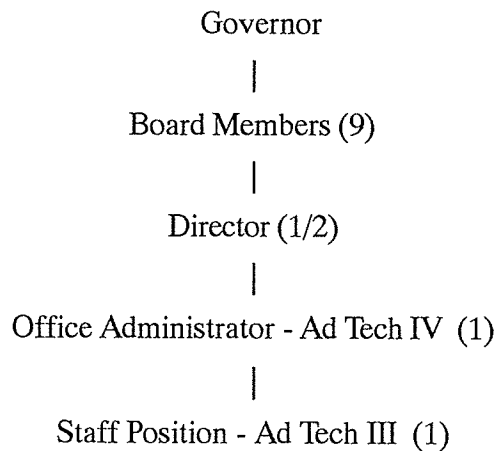 Governor
Board Members (9)
Director (1/2)
Office Administrator - Ad Tech IV (1)
Staff Position - Ad Tech III (1)